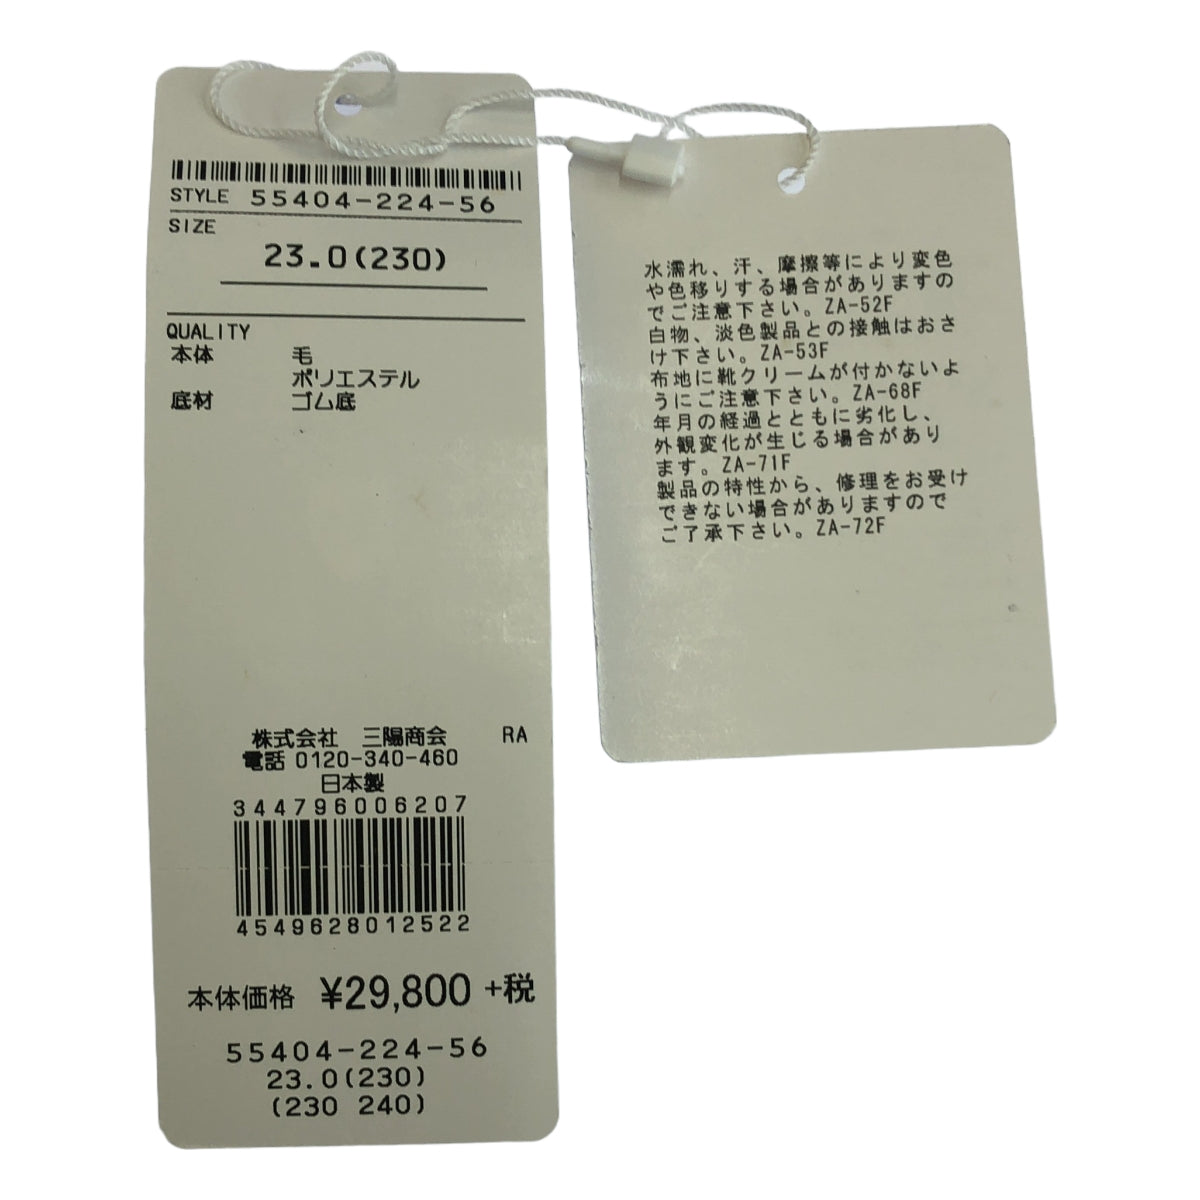 STYLE 55404-224-56
SIZE
23.0(230)
QUALITY
本体 毛
ポリエステル
底材 ゴム底
株式会社 三陽商会 RA
電話 0120-340-460
日本製
344796006207
4549628012522
本体価格 ¥29,800 +税
55404-224-56
23.0(230)
(230 240)
水濡れ、汗、摩擦等により変色
や色移りする場合がありますの
でご注意下さい。ZA-52F
白物、淡色製品との接触はおさ
け下さい。ZA-53F
布地に靴クリームが付かないよ
うにご注意下さい。ZA-68F
年月の経過とともに劣化し、
外観変化が生じる場合があり
ます。ZA-71F
製品の特性から、修理をお受け
できない場合がありますので
ご了承下さい。ZA-72F